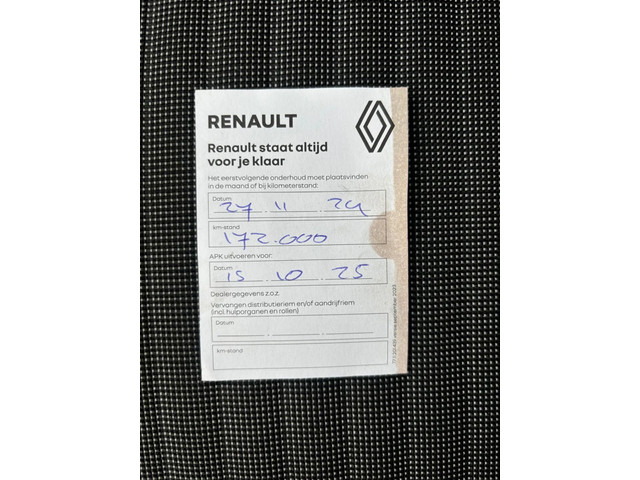 RENAULT
Renault staat altijd
voor je klaar
Het eerstvolgende onderhoud moet plaatsvinden
in de maand of bij kilometerstand:
Datum
27 11 24
km-stand
172.000
APK uitvoeren voor:
Datum
15 10 25
Dealergegevens z.o.z.
Vervangen distributieriem en/of aandrijfriem
(incl. hulporganen en rollen)
Datum
km-stand